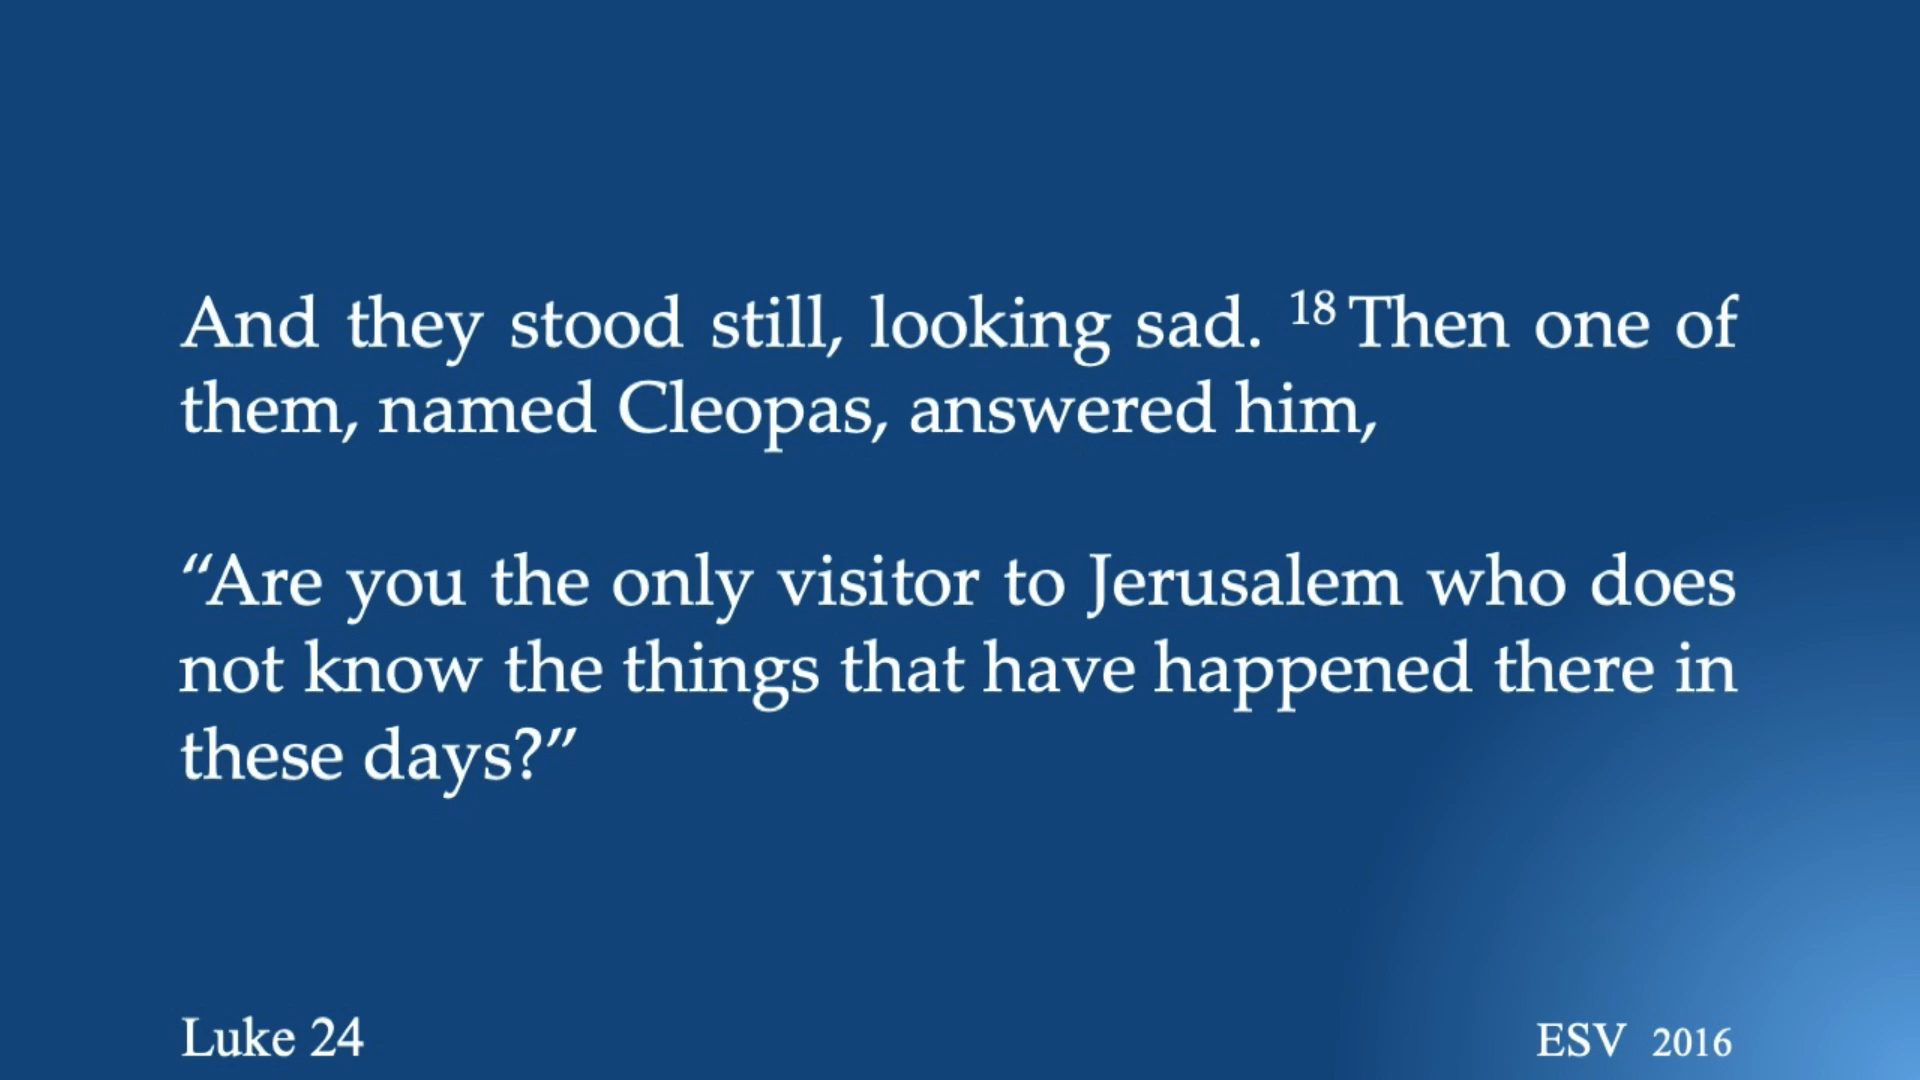 And they stood still, looking sad. 18 Then one of
them, named Cleopas, answered him,
“Are you the only visitor to Jerusalem who does
not know the things that have happened there in
these days?”
Luke 24
ESV 2016